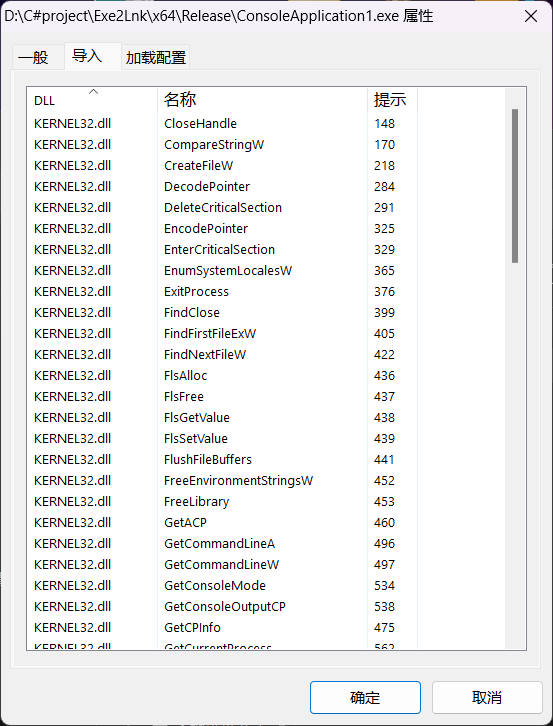 D:\C#project\Exe2Lnk\x64\Release\ConsoleApplication1.exe 属性
一般 导入 加载配置
DLL 名称 提示
KERNEL32.dll CloseHandle 148
KERNEL32.dll CompareStringW 170
KERNEL32.dll CreateFileW 218
KERNEL32.dll DecodePointer 284
KERNEL32.dll DeleteCriticalSection 291
KERNEL32.dll EncodePointer 325
KERNEL32.dll EnterCriticalSection 329
KERNEL32.dll EnumSystemLocalesW 365
KERNEL32.dll ExitProcess 376
KERNEL32.dll FindClose 399
KERNEL32.dll FindFirstFileExW 405
KERNEL32.dll FindNextFileW 422
KERNEL32.dll FlsAlloc 436
KERNEL32.dll FlsFree 437
KERNEL32.dll FlsGetValue 438
KERNEL32.dll FlsSetValue 439
KERNEL32.dll FlushFileBuffers 441
KERNEL32.dll FreeEnvironmentStringsW 452
KERNEL32.dll FreeLibrary 453
KERNEL32.dll GetACP 460
KERNEL32.dll GetCommandLineA 496
KERNEL32.dll GetCommandLineW 497
KERNEL32.dll GetConsoleMode 534
KERNEL32.dll GetConsoleOutputCP 538
KERNEL32.dll GetCPInfo 475
KERNEL32.dll GetCurrentProcess 562
确定 取消